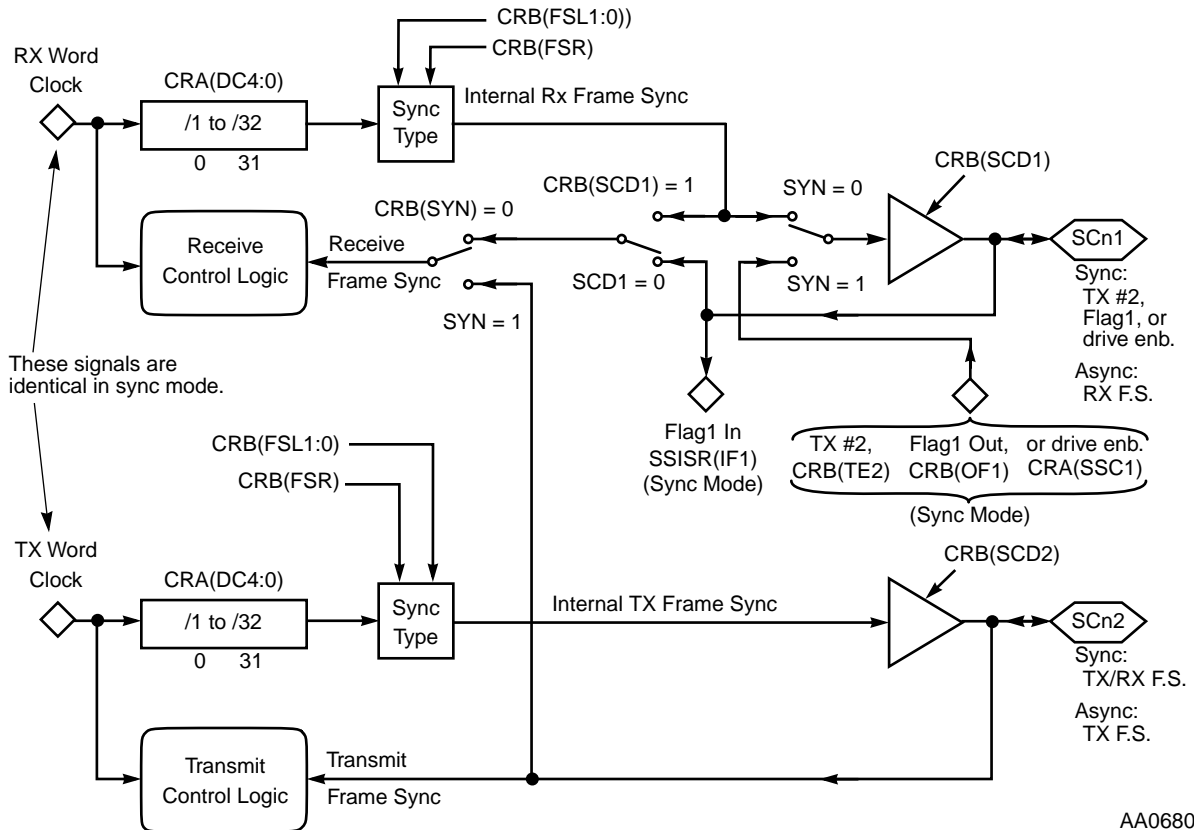 CRB(FSL1:0))
CRB(FSR)
RX Word
Clock
CRA(DC4:0)
/1 to /32
0 31
Sync
Type
Internal Rx Frame Sync
CRB(SCD1)
CRB(SCD1) = 1
SYN = 0
CRB(SYN) = 0
Receive
Control Logic
Receive
Frame Sync
SCD1 = 0
SYN = 1
SYN = 1
SCn1
Sync:
TX #2,
Flag1, or
drive enb.
Async:
RX F.S.
These signals are
identical in sync mode.
Flag1 In
SSISR(IF1)
(Sync Mode)
TX #2,
CRB(TE2)
Flag1 Out,
CRB(OF1)
or drive enb.
CRA(SSC1)
(Sync Mode)
CRB(FSL1:0)
CRB(FSR)
TX Word
Clock
CRA(DC4:0)
/1 to /32
0 31
Sync
Type
Internal TX Frame Sync
CRB(SCD2)
SCn2
Sync:
TX/RX F.S.
Async:
TX F.S.
Transmit
Control Logic
Transmit
Frame Sync
AA0680